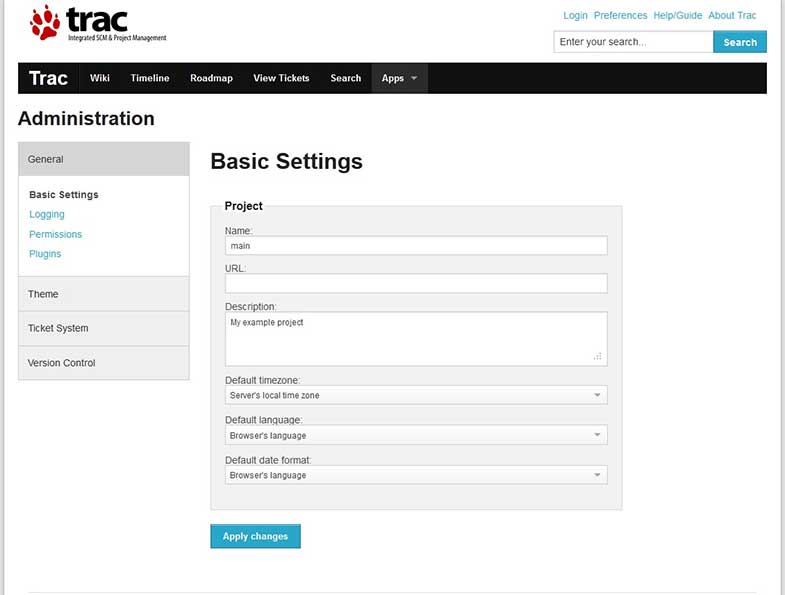 trac
Integrated SCM & Project Management
Login Preferences Help/Guide About Trac
Enter your search... Search
Trac Wiki Timeline Roadmap View Tickets Search Apps
Administration
General
Basic Settings
Logging
Permissions
Plugins
Theme
Ticket System
Version Control
Basic Settings
Project
Name:
main
URL:
Description:
My example project
Default timezone:
Server's local time zone
Default language:
Browser's language
Default date format:
Browser's language
Apply changes